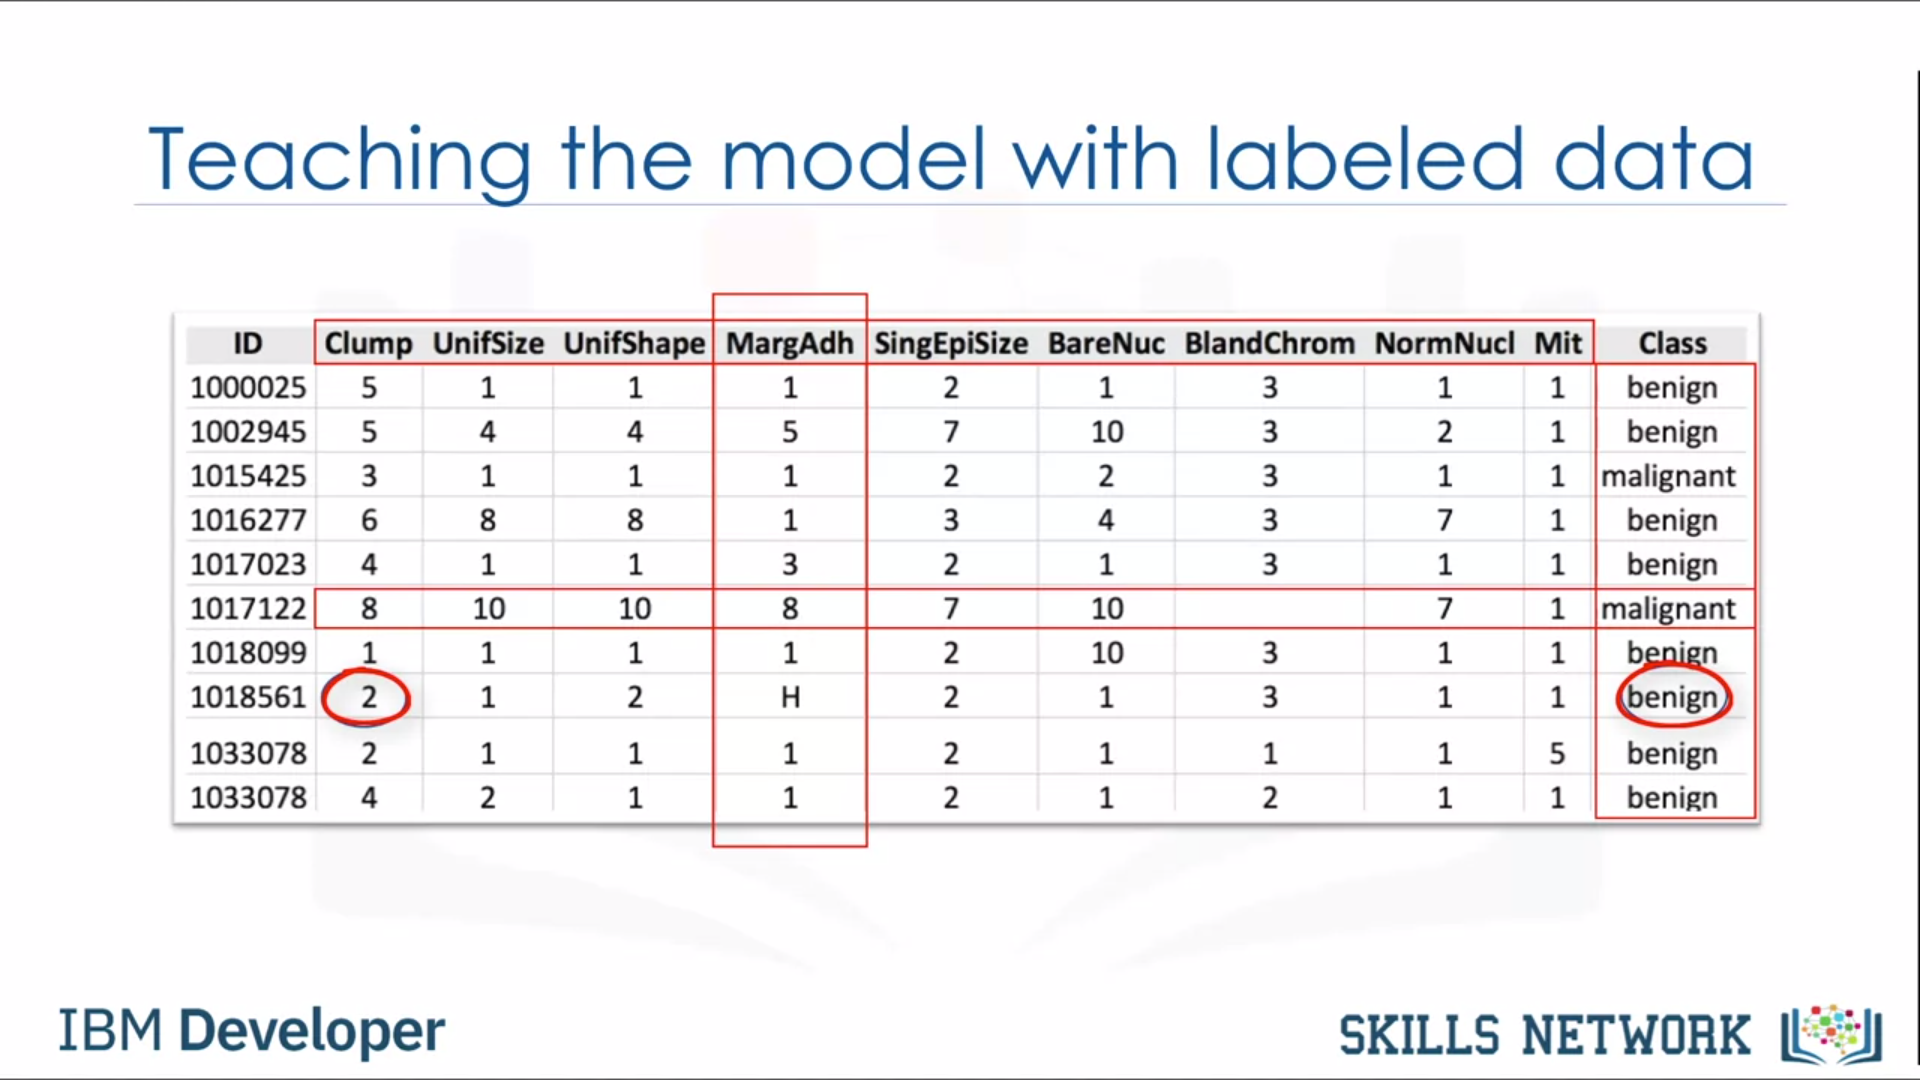 Teaching the model with labeled data
ID Clump UnifSize UnifShape MargAdh SingEpiSize BareNuc BlandChrom NormNucl Mit Class
1000025 5 1 1 1 2 1 3 1 1 benign
1002945 5 4 4 5 7 10 3 2 1 benign
1015425 3 1 1 1 2 2 3 1 1 malignant
1016277 6 8 8 1 3 4 3 7 1 benign
1017023 4 1 1 3 2 1 3 1 1 benign
1017122 8 10 10 8 7 10 7 1 malignant
1018099 1 1 1 1 2 10 3 1 1 benign
1018561 2 1 2 H 2 1 3 1 1 benign
1033078 2 1 1 1 2 1 1 1 5 benign
1033078 4 2 1 1 2 1 2 1 1 benign
IBM Developer
SKILLS NETWORK